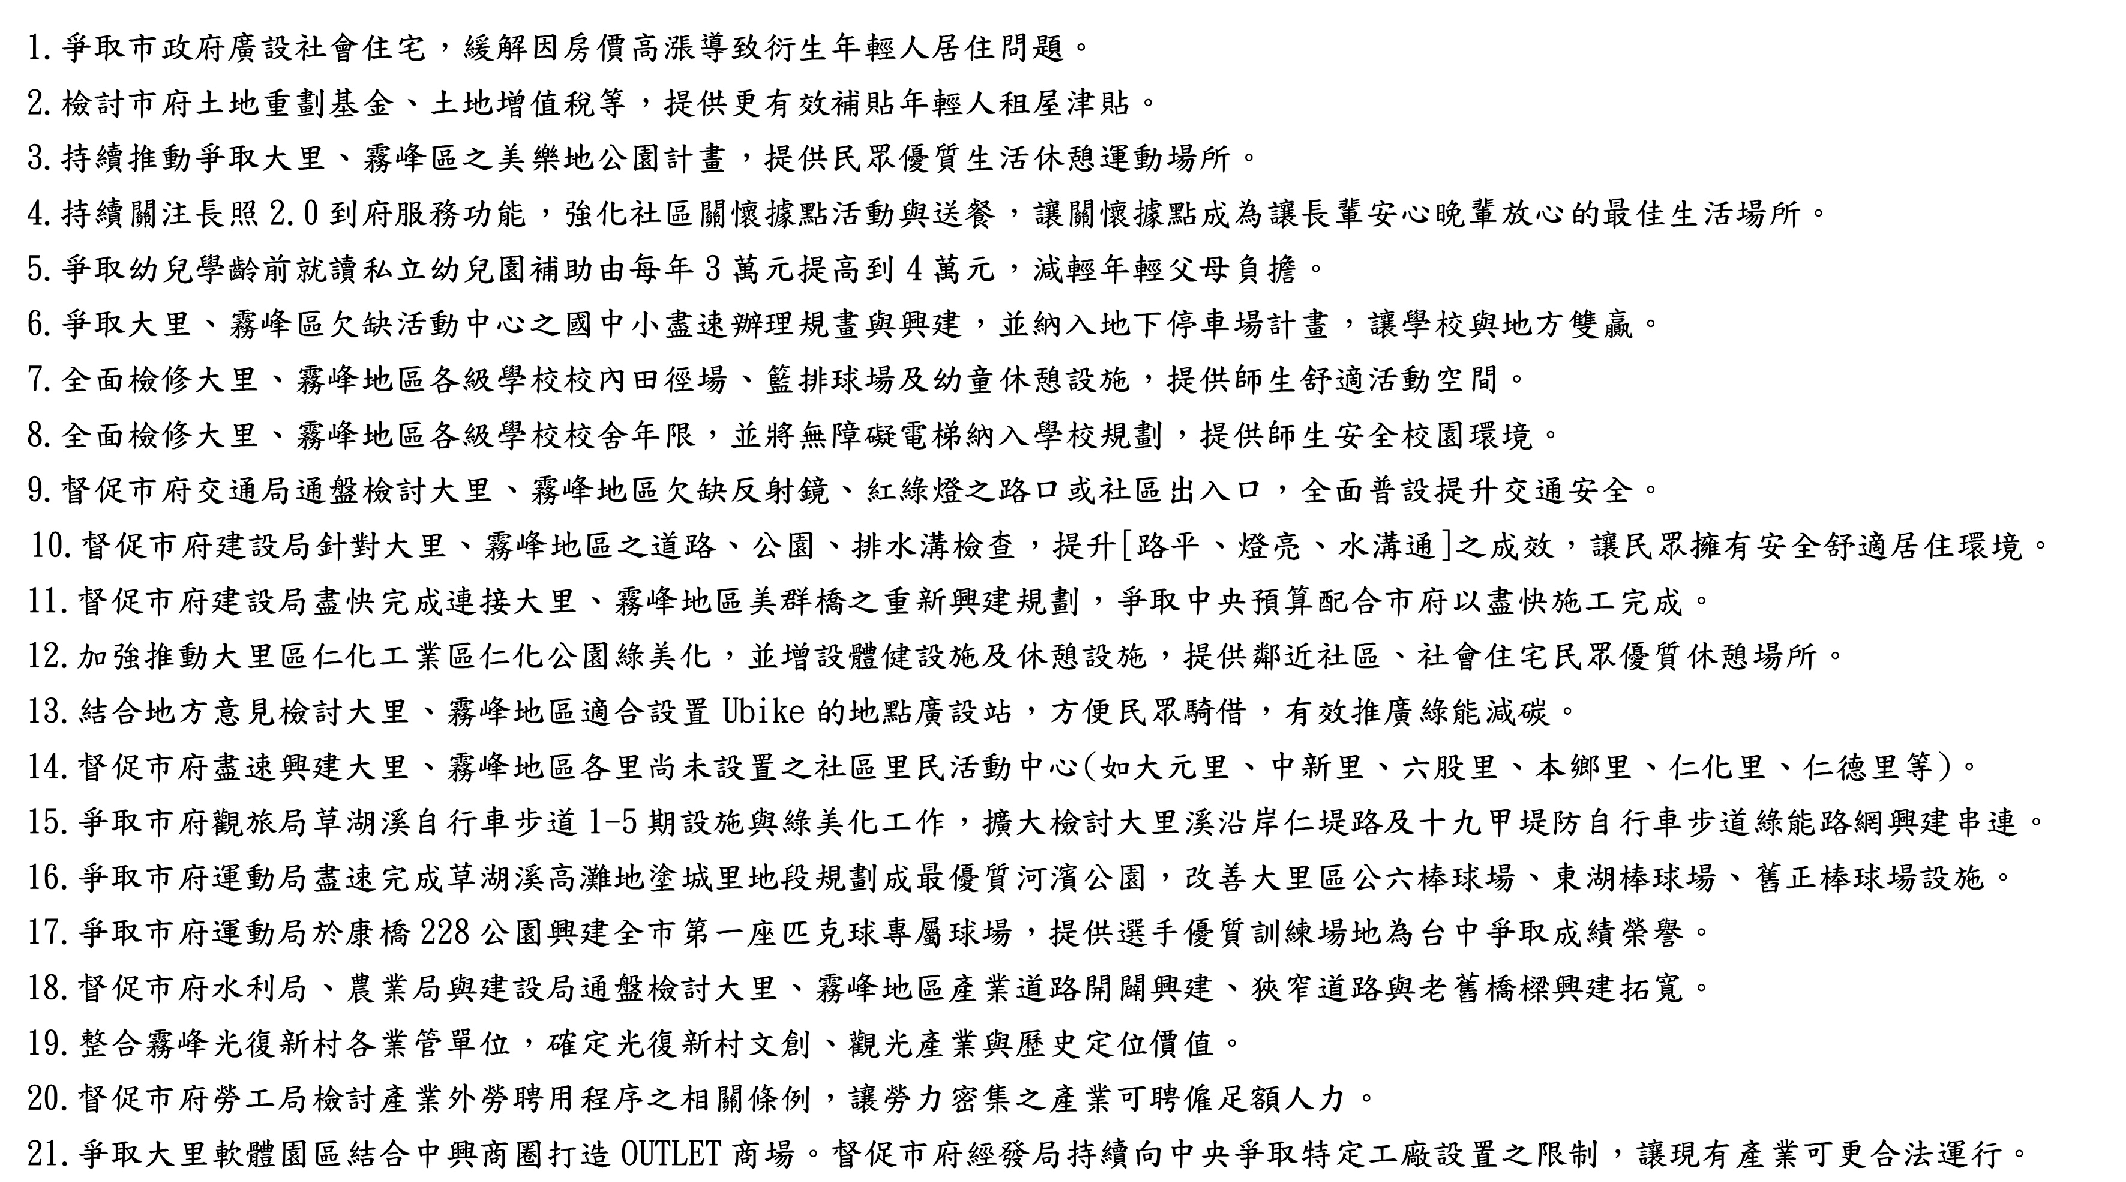 1.爭取市政府廣設社會住宅，緩解因房價高漲導致衍生年輕人居住問題。
2.檢討市府土地重劃基金、土地增值稅等，提供更有效補貼年輕人租屋津貼。
3.持續推動爭取大里、霧峰區之美樂地公園計畫，提供民眾優質生活休憩運動場所。
4.持續關注長照 2.0 到府服務功能，強化社區關懷據點活動與送餐，讓關懷據點成為讓長輩安心晚輩放心的最佳生活場所。
5.爭取幼兒學齡前就讀私立幼兒園補助由每年 3 萬元提高到 4 萬元，減輕年輕父母負擔。
6.爭取大里、霧峰區欠缺活動中心之國中小盡速辦理規畫與興建，並納入地下停車場計畫，讓學校與地方雙贏。
7.全面檢修大里、霧峰地區各級學校校內田徑場、籃排球場及幼童休憩設施，提供師生舒適活動空間。
8.全面檢修大里、霧峰地區各級學校校舍年限，並將無障礙電梯納入學校規劃，提供師生安全校園環境。
9.督促市府交通局通盤檢討大里、霧峰地區欠缺反射鏡、紅綠燈之路口或社區出入口，全面普設提升交通安全。
10.督促市府建設局針對大里、霧峰地區之道路、公園、排水溝檢查，提升[路平、燈亮、水溝通]之成效，讓民眾擁有安全舒適居住環境。
11.督促市府建設局盡快完成連接大里、霧峰地區美群橋之重新興建規劃，爭取中央預算配合市府以盡快施工完成。
12.加強推動大里區仁化工業區仁化公園綠美化，並增設體健設施及休憩設施，提供鄰近社區、社會住宅民眾優質休憩場所。
13.結合地方意見檢討大里、霧峰地區適合設置 Ubike 的地點廣設站，方便民眾騎借，有效推廣綠能減碳。
14.督促市府盡速興建大里、霧峰地區各里尚未設置之社區里民活動中心(如大元里、中新里、六股里、本鄉里、仁化里、仁德里等)。
15.爭取市府觀旅局草湖溪自行車步道 1-5 期設施與綠美化工作，擴大檢討大里溪沿岸仁堤路及十九甲堤防自行車步道綠能路網興建串連。
16.爭取市府運動局盡速完成草湖溪高灘地塗城里地段規劃成最優質河濱公園，改善大里區公六棒球場、東湖棒球場、舊正棒球場設施。
17.爭取市府運動局於康橋 228 公園興建全市第一座匹克球專屬球場，提供選手優質訓練場地為台中爭取成績榮譽。
18.督促市府水利局、農業局與建設局通盤檢討大里、霧峰地區產業道路開闢興建、狹窄道路與老舊橋樑興建拓寬。
19.整合霧峰光復新村各業管單位，確定光復新村文創、觀光產業與歷史定位價值。
20.督促市府勞工局檢討產業外勞聘用程序之相關條例，讓勞力密集之產業可聘僱足額人力。
21.爭取大里軟體園區結合中興商圈打造 OUTLET 商場。督促市府經發局持續向中央爭取特定工廠設置之限制，讓現有產業可更合法運行。